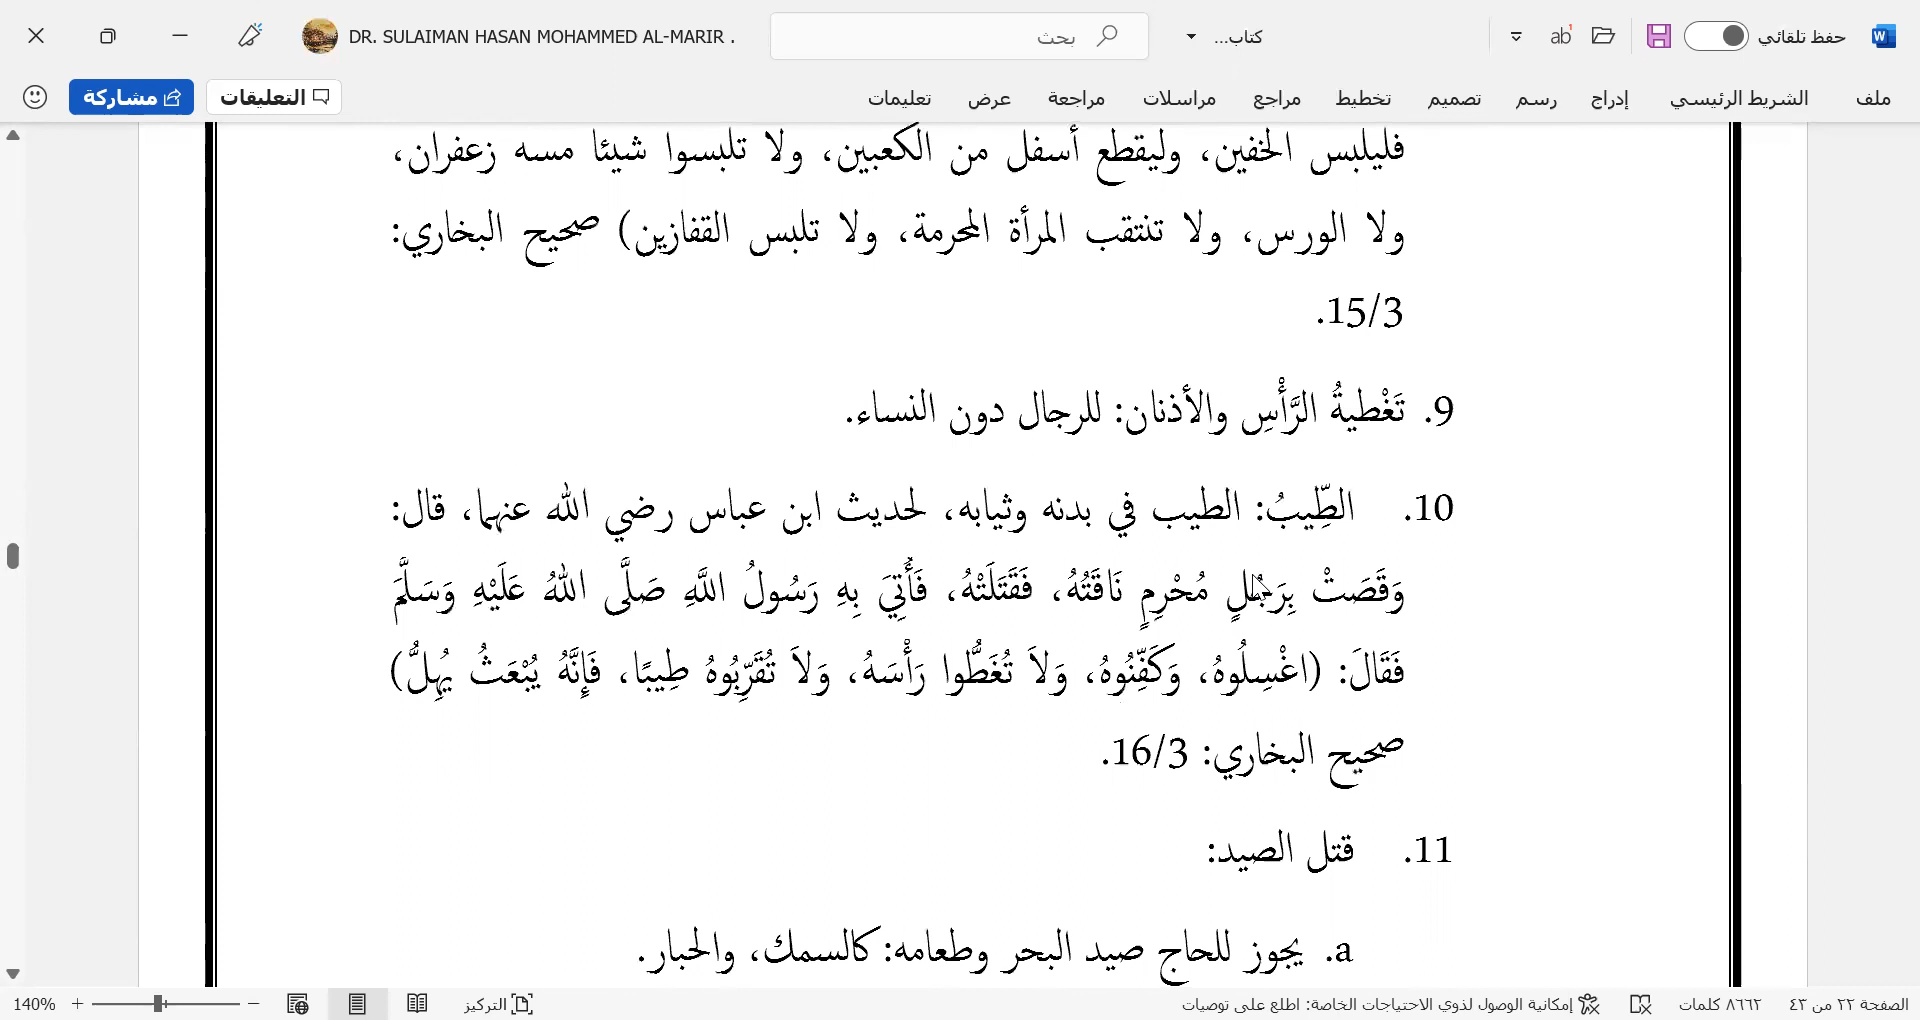 حفظ تلقائي
كتاب...
بحث
DR. SULAIMAN HASAN MOHAMMED AL-MARIR .
ملف الشريط الرئيسي إدراج رسم تصميم تخطيط مراجع مراسلات مراجعة عرض تعليمات
التعليقات
مشاركة
فليلبس الخفين، وليقطع أسفل من الكعبين، ولا تلبسوا شيئا مسه زعفران،
ولا الورس، ولا تنتقب المرأة المحرمة، ولا تلبس القفازين) صحيح البخاري:
15/3.
9. تَغْطيةُ الرَّأْسِ والأذنان: للرجال دون النساء.
10. الطِّيبُ: الطيب في بدنه وثيابه، لحديث ابن عباس رضي الله عنهما، قال:
وَقَصَتْ بِرَجُلٍ مُحْرِمٍ نَاقَتُهُ، فَقَتَلَتْهُ، فَأُتِيَ بِهِ رَسُولُ اللَّهِ صَلَّى اللهُ عَلَيْهِ وَسَلَّمَ
فَقَالَ: (اغْسِلُوهُ، وَكَفِّنُوهُ، وَلاَ تُغَطُّوا رَأْسَهُ، وَلاَ تُقَرِّبُوهُ طِيبًا، فَإِنَّهُ يُبْعَثُ يُهِلُّ)
صحيح البخاري: 16/3.
11. قتل الصيد:
a. يجوز للحاج صيد البحر وطعامه: كالسمك، والحبار.
الصفحة ٢٢ من ٤٣
٨٦٦٢ كلمات
إمكانية الوصول لذوي الاحتياجات الخاصة: اطلع على توصيات
التركيز
140%